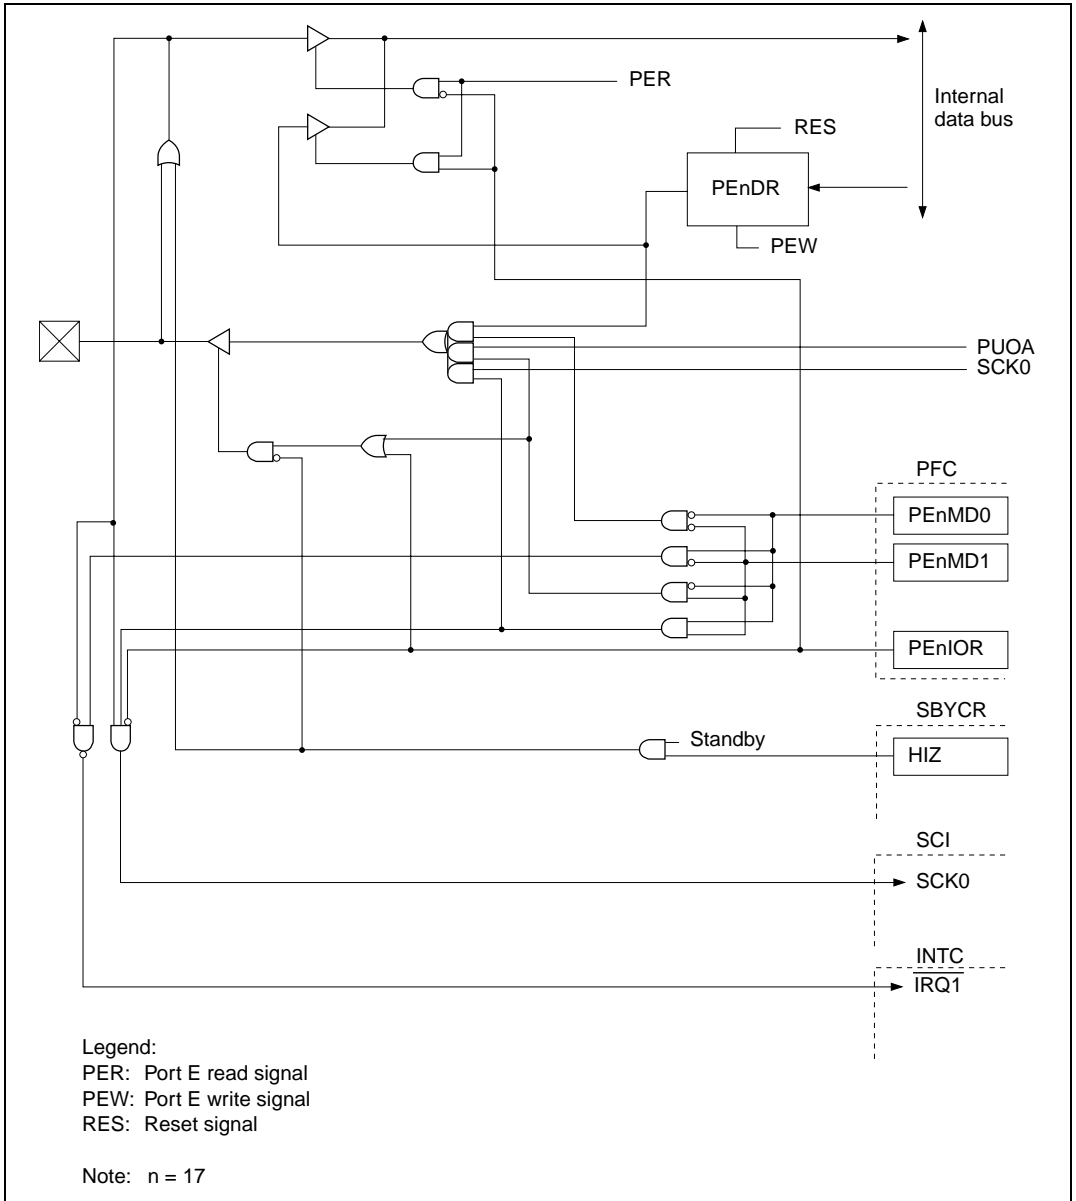 PER
Internal
data bus
RES
PEnDR
PEW
PUOA
SCK0
PFC
PEnMD0
PEnMD1
PEnIOR
SBYCR
Standby
HIZ
SCI
SCK0
INTC
IRQ1
Legend:
PER: Port E read signal
PEW: Port E write signal
RES: Reset signal
Note: n = 17